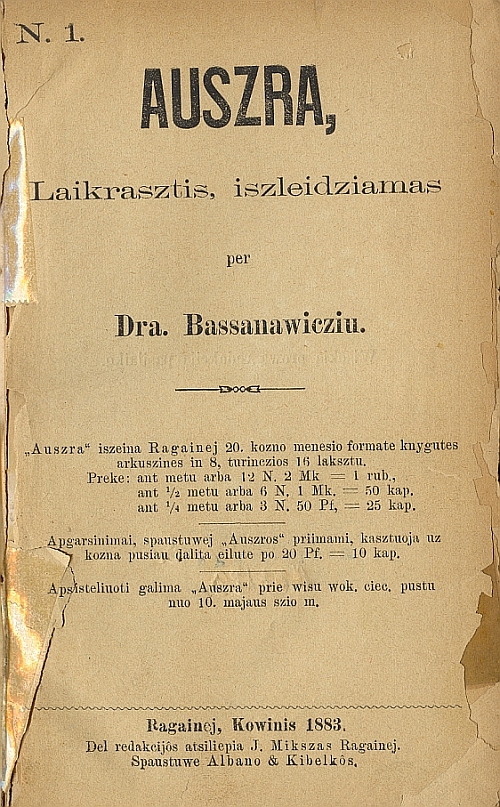 N. 1.
AUSZRA,
Laikrasztis, iszleidziamas
per
Dra. Bassanawicziu.
„Auszra“ iszeina Ragainej 20. kozno menesio formate knygutes
arkuszines in 8, turinczios 16 laksztu.
Preke: ant metu arba 12 N. 2 Mk = 1 rub.,
ant ½ metu arba 6 N. 1 Mk. = 50 kap.
ant ¼ metu arba 3 N. 50 Pf, = 25 kap.
Apgarsinimai, spaustuwej „Auszros“ priimami, kasztuoja uz
kozna pusiau dalita eilute po 20 Pf. = 10 kap.
Apsisteliuoti galima „Auszra“ prie wisu wok. ciec. pustu
nuo 10. majaus szio m.
Ragainej, Kowinis 1883.
Del redakcijôs atsiliepia J. Mikszas Ragainej.
Spaustuwe Albano & Kibelkôs.